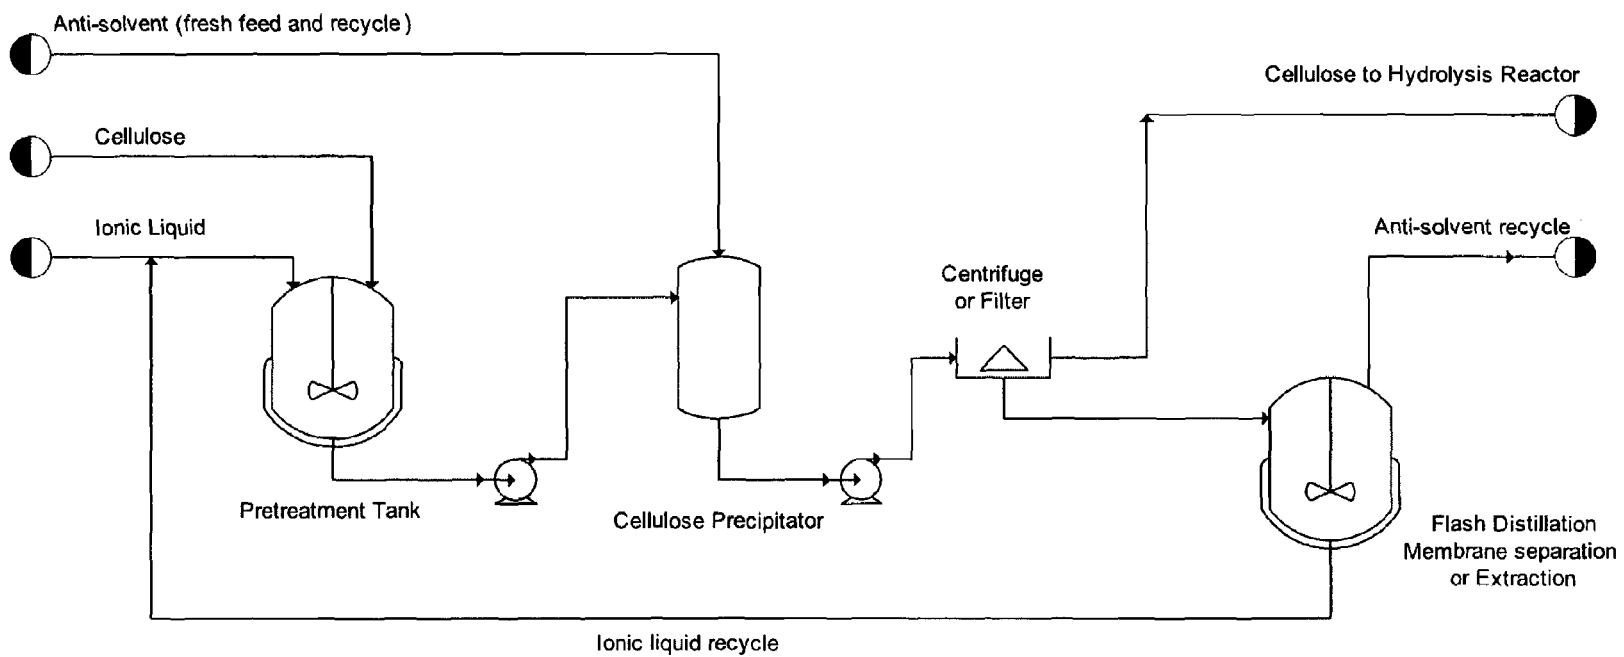 Anti-solvent (fresh feed and recycle)
Cellulose to Hydrolysis Reactor
Cellulose
Ionic Liquid
Anti-solvent recycle
Centrifuge
or Filter
Pretreatment Tank
Cellulose Precipitator
Flash Distillation
Membrane separation
or Extraction
Ionic liquid recycle